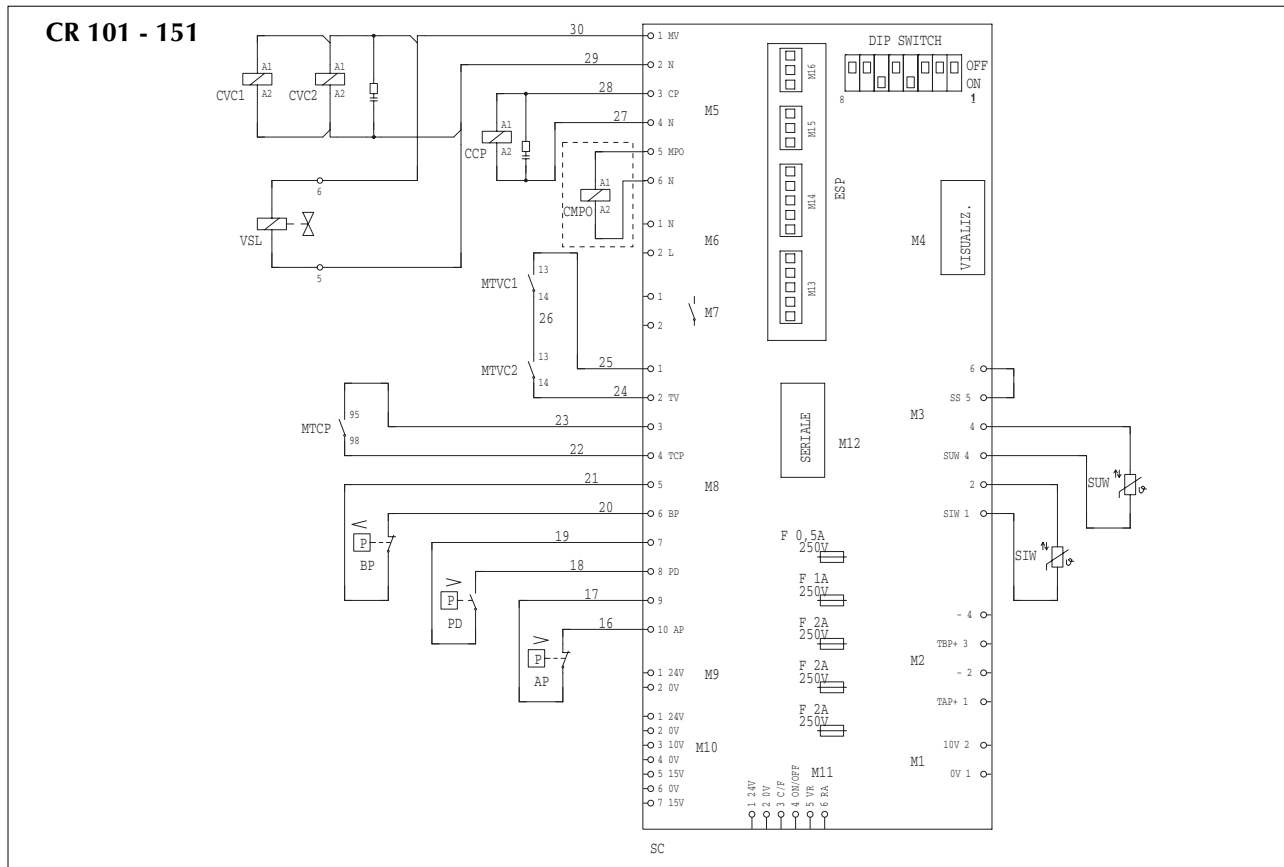 CR 101 - 151
30
1 MV
29
2 N
28
3 CP
27
4 N
5 MPO
6 N
1 N
2 L
1
2
25
1
24
2 TV
23
3
22
4 TCP
21
5
20
6 BP
19
7
18
8 PD
17
9
16
10 AP
1 24V
2 0V
1 24V
2 0V
3 10V
4 0V
5 15V
6 0V
7 15V
A1
A2
CVC1
A1
A2
CVC2
A1
A2
CCP
A1
A2
CMPO
6
VSL
5
MTVC1
13
14
26
MTVC2
13
14
MTCP
95
98
P
BP
P
PD
P
AP
M5
M6
M7
M8
M9
M10
M11
1 24V
2 0V
3 C/F
4 ON/OFF
5 VR
6 RA
SC
M16
M15
M14
M13
ESP
DIP SWITCH
OFF
ON
8
1
M4
VISUALIZ.
SERIALE
M12
F 0,5A
250V
F 1A
250V
F 2A
250V
F 2A
250V
F 2A
250V
M3
6
SS 5
4
SUW 4
2
SIW 1
SUW
SIW
M2
- 4
TBP+ 3
- 2
TAP+ 1
M1
10V 2
0V 1